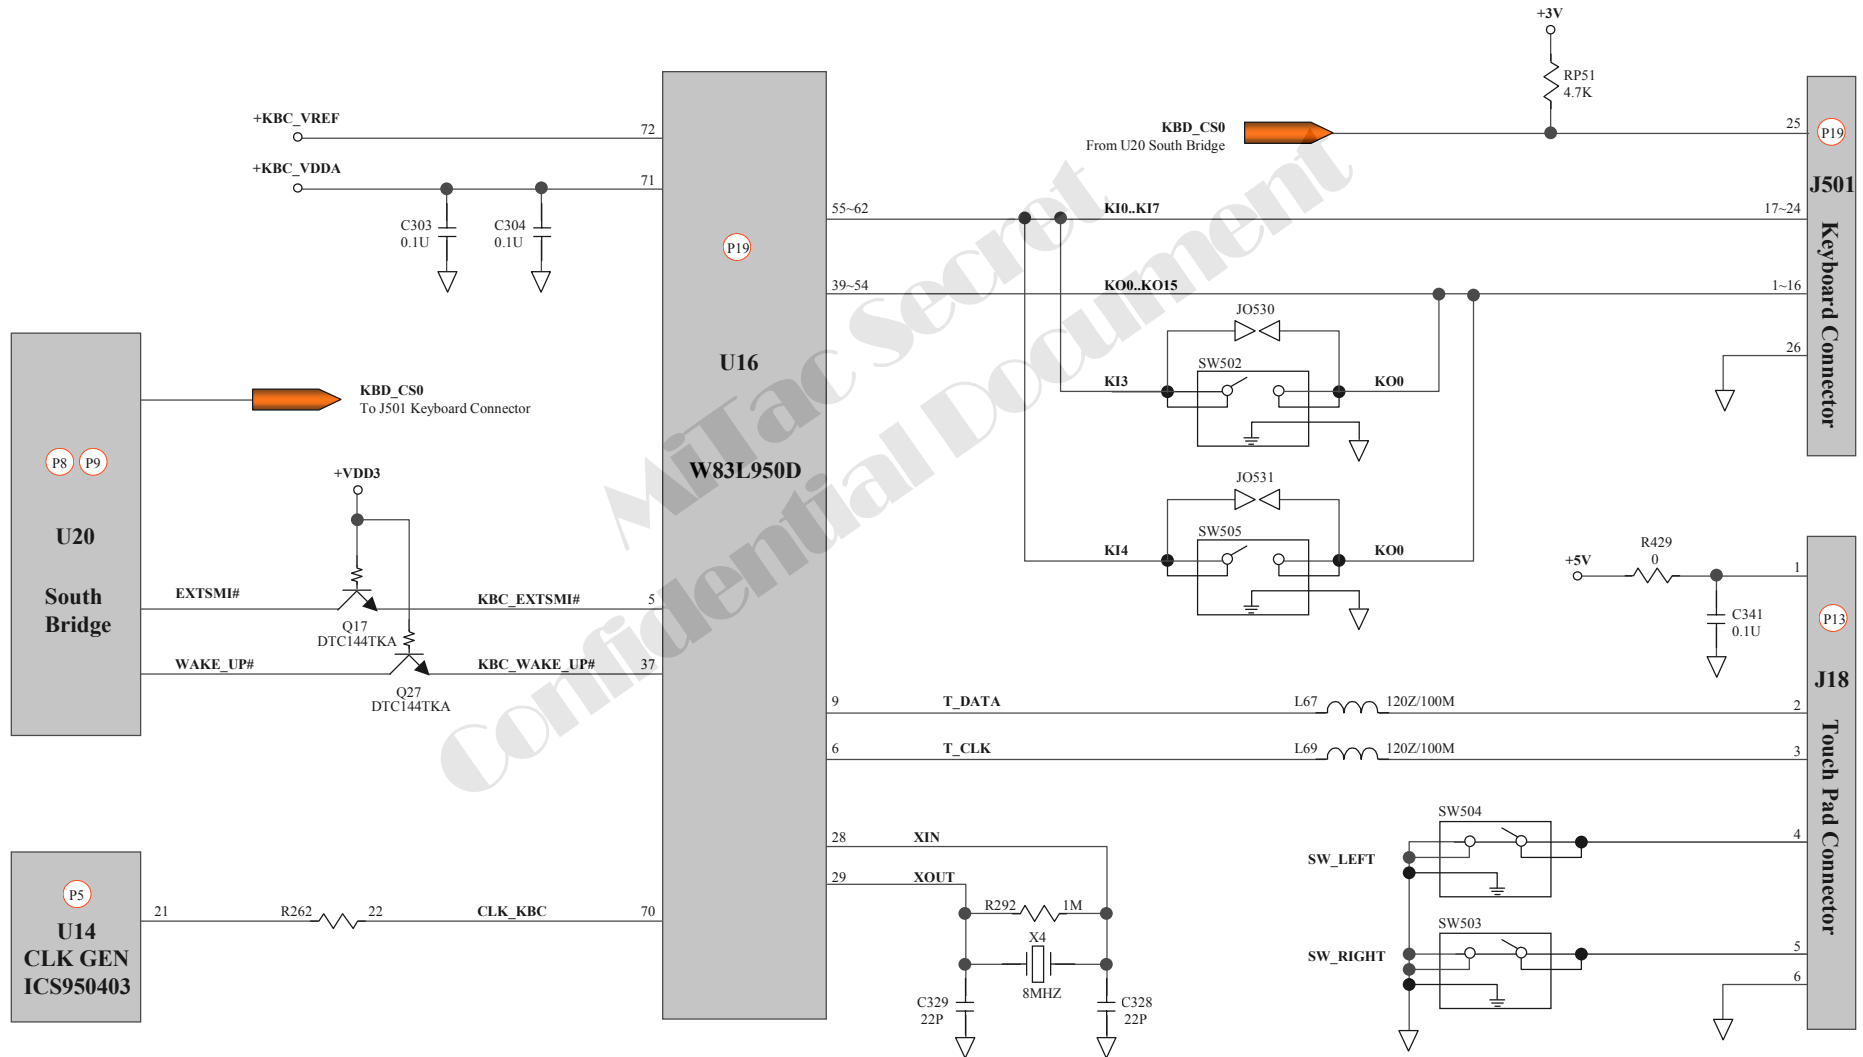 +3V
RP51
4.7K
+KBC_VREF
72
KBD_CS0
From U20 South Bridge
25
P19
+KBC_VDDA
71
J501
C303
0.1U
C304
0.1U
P19
55~62
KI0..KI7
17~24
39~54
KO0..KO15
1~16
Keyboard Connector
JO530
U16
SW502
26
KBD_CS0
To J501 Keyboard Connector
KI3
KO0
P8
P9
+VDD3
W83L950D
MiTac Secret
Confidential Document
JO531
U20
SW505
KI4
KO0
R429
0
+5V
1
South
Bridge
EXTSMI#
KBC_EXTSMI#
5
Q17
DTC144TKA
C341
0.1U
P13
WAKE_UP#
KBC_WAKE_UP#
37
J18
Q27
DTC144TKA
9
T_DATA
L67
120Z/100M
2
6
T_CLK
L69
120Z/100M
3
Touch Pad Connector
SW504
28
XIN
4
SW_LEFT
29
XOUT
P5
U14
CLK GEN
ICS950403
21
R262
22
CLK_KBC
70
R292
1M
SW503
X4
5
SW_RIGHT
8MHZ
6
C329
22P
C328
22P